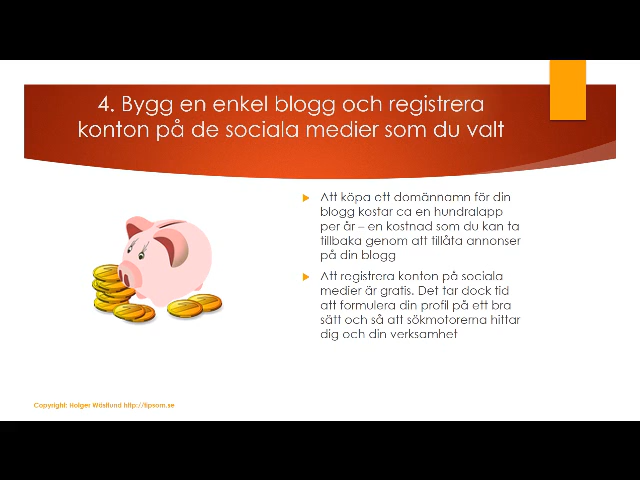 4. Bygg en enkel blogg och registrera
konton på de sociala medier som du valt
Att köpa ett domännamn för din
blogg kostar ca en hundralapp
per år – en kostnad som du kan ta
tillbaka genom att tillåta annonser
på din blogg
Att registrera konton på sociala
medier är gratis. Det tar dock tid
att formulera din profil på ett bra
sätt och så att sökmotorerna hittar
dig och din verksamhet
Copyright: Holger Wästlund http://tipsom.se